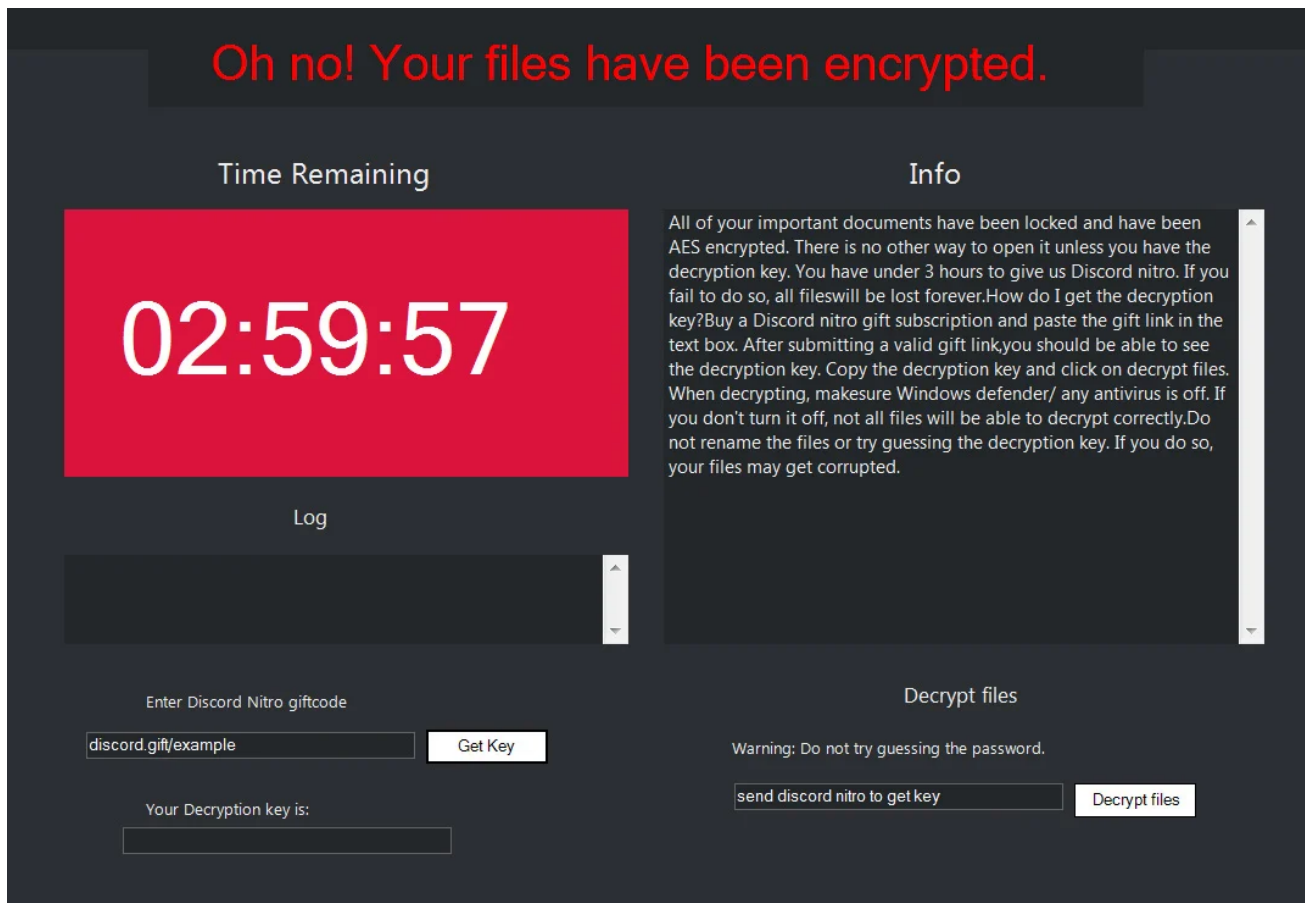 Oh no! Your files have been encrypted.
Time Remaining
02:59:57
Log
Enter Discord Nitro giftcode
discord.gift/example
Get Key
Your Decryption key is:
Info
All of your important documents have been locked and have been
AES encrypted. There is no other way to open it unless you have the
decryption key. You have under 3 hours to give us Discord nitro. If you
fail to do so, all fileswill be lost forever.How do I get the decryption
key?Buy a Discord nitro gift subscription and paste the gift link in the
text box. After submitting a valid gift link,you should be able to see
the decryption key. Copy the decryption key and click on decrypt files.
When decrypting, makesure Windows defender/ any antivirus is off. If
you don't turn it off, not all files will be able to decrypt correctly.Do
not rename the files or try guessing the decryption key. If you do so,
your files may get corrupted.
Decrypt files
Warning: Do not try guessing the password.
send discord nitro to get key
Decrypt files